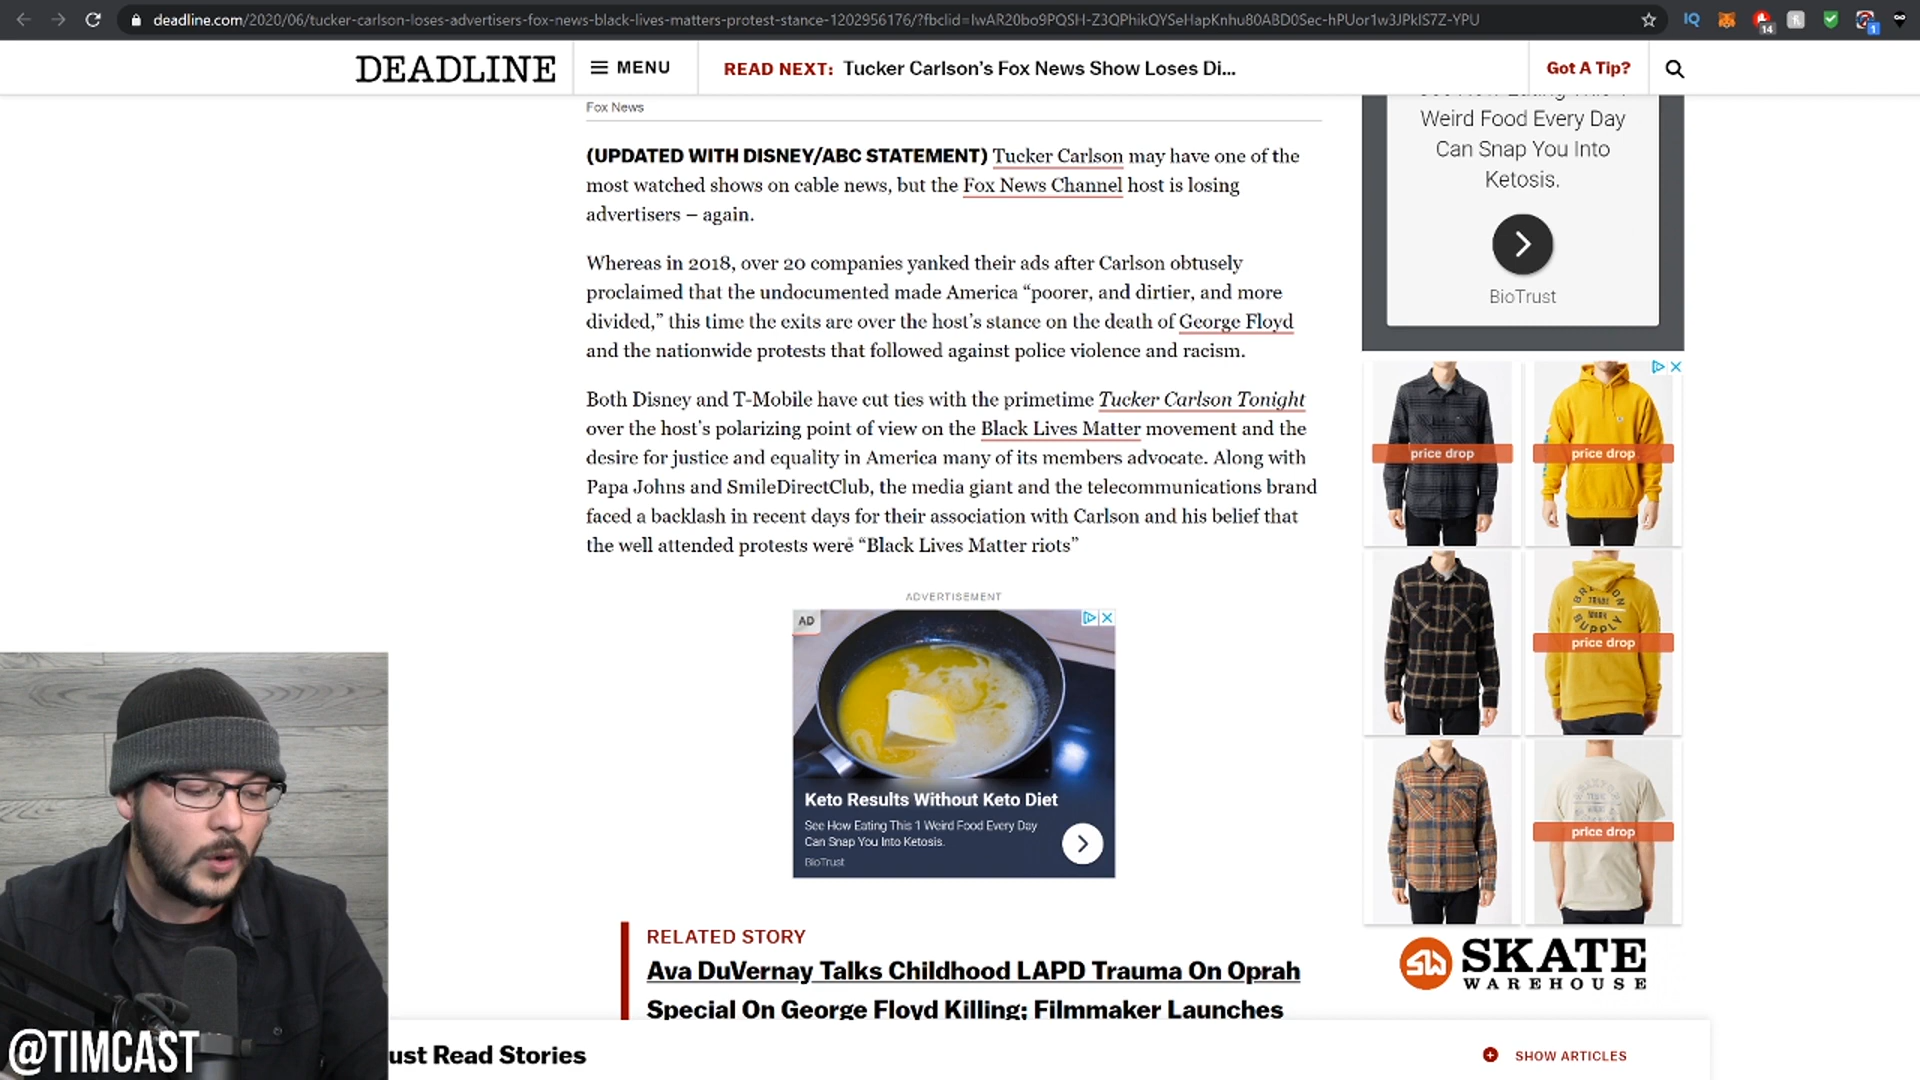 deadline.com/2020/06/tucker-carlson-loses-advertisers-fox-news-black-lives-matters-protest-stance-1202956176/?fbclid=IwAR20bo9PQSH-Z3QPhikQYSeHapKnhu80ABD0Sec-hPUor1w3JPklS7Z-YPU
14
1
DEADLINE
MENU
READ NEXT: Tucker Carlson's Fox News Show Loses Di...
Got A Tip?
Fox News
(UPDATED WITH DISNEY/ABC STATEMENT) Tucker Carlson may have one of the
most watched shows on cable news, but the Fox News Channel host is losing
advertisers – again.
Whereas in 2018, over 20 companies yanked their ads after Carlson obtusely
proclaimed that the undocumented made America “poorer, and dirtier, and more
divided,” this time the exits are over the host's stance on the death of George Floyd
and the nationwide protests that followed against police violence and racism.
Both Disney and T-Mobile have cut ties with the primetime Tucker Carlson Tonight
over the host's polarizing point of view on the Black Lives Matter movement and the
desire for justice and equality in America many of its members advocate. Along with
Papa Johns and SmileDirectClub, the media giant and the telecommunications brand
faced a backlash in recent days for their association with Carlson and his belief that
the well attended protests were “Black Lives Matter riots”
ADVERTISEMENT
AD
Keto Results Without Keto Diet
See How Eating This 1 Weird Food Every Day
Can Snap You Into Ketosis.
BioTrust
RELATED STORY
Ava DuVernay Talks Childhood LAPD Trauma On Oprah
Special On George Floyd Killing; Filmmaker Launches
See How Eating This 1
Weird Food Every Day
Can Snap You Into
Ketosis.
BioTrust
price drop
price drop
BRIXTON
TRADE
MARK
SUPPLY
price drop
price drop
SW SKATE
WAREHOUSE
@TIMCAST
ust Read Stories
SHOW ARTICLES